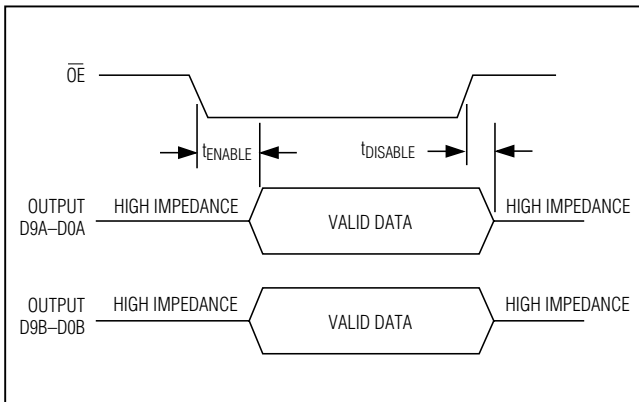 OE
tENABLE
tDISABLE
OUTPUT
D9A–D0A
HIGH IMPEDANCE
VALID DATA
HIGH IMPEDANCE
OUTPUT
D9B–D0B
HIGH IMPEDANCE
VALID DATA
HIGH IMPEDANCE